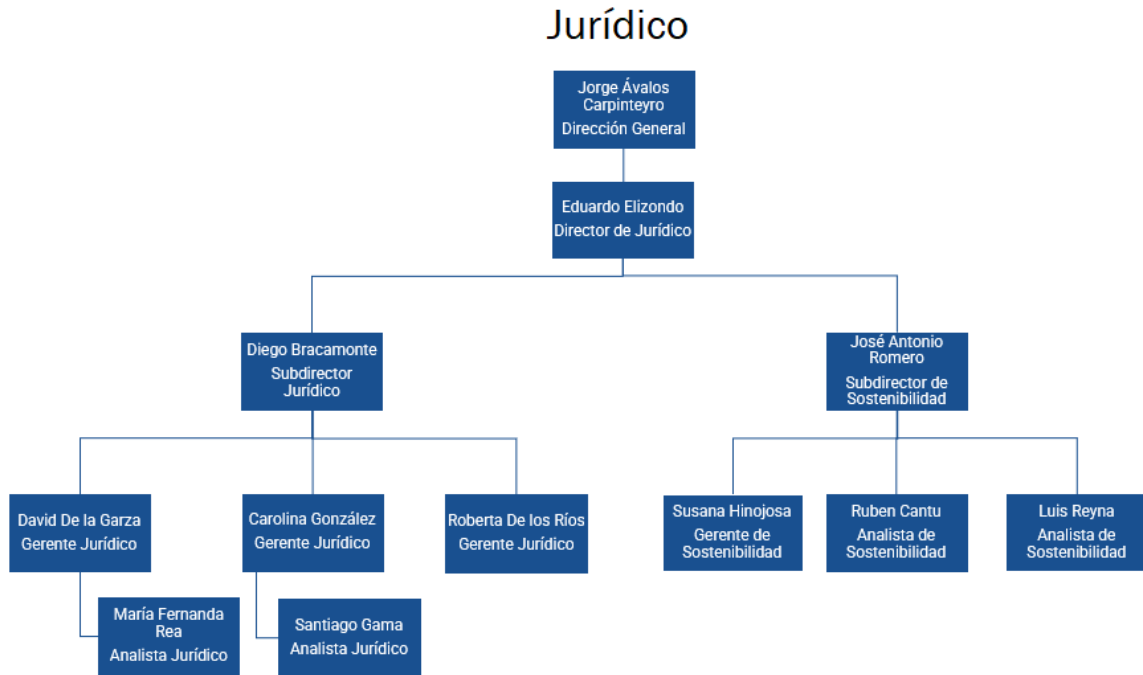 Jurídico
Jorge Ávalos
Carpinteyro
Dirección General
Eduardo Elizondo
Director de Jurídico
Diego Bracamonte
Subdirector
Jurídico
José Antonio
Romero
Subdirector de
Sostenibilidad
David De la Garza
Gerente Jurídico
Carolina González
Gerente Jurídico
Roberta De los Ríos
Gerente Jurídico
Susana Hinojosa
Gerente de
Sostenibilidad
Ruben Cantu
Analista de
Sostenibilidad
Luis Reyna
Analista de
Sostenibilidad
María Fernanda
Rea
Analista Jurídico
Santiago Gama
Analista Jurídico